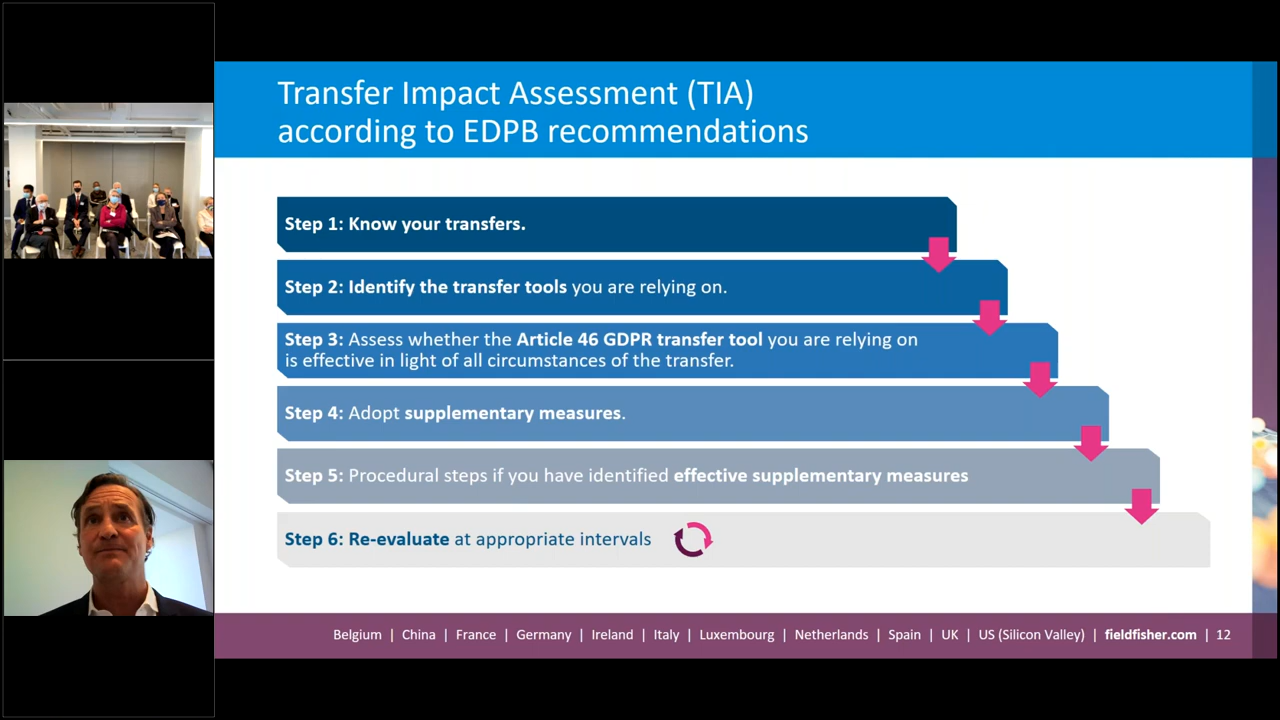 Transfer Impact Assessment (TIA)
according to EDPB recommendations
Step 1: Know your transfers.
Step 2: Identify the transfer tools you are relying on.
Step 3: Assess whether the Article 46 GDPR transfer tool you are relying on
is effective in light of all circumstances of the transfer.
Step 4: Adopt supplementary measures.
Step 5: Procedural steps if you have identified effective supplementary measures
Step 6: Re-evaluate at appropriate intervals
Belgium | China | France | Germany | Ireland | Italy | Luxembourg | Netherlands | Spain | UK | US (Silicon Valley) | fieldfisher.com | 12